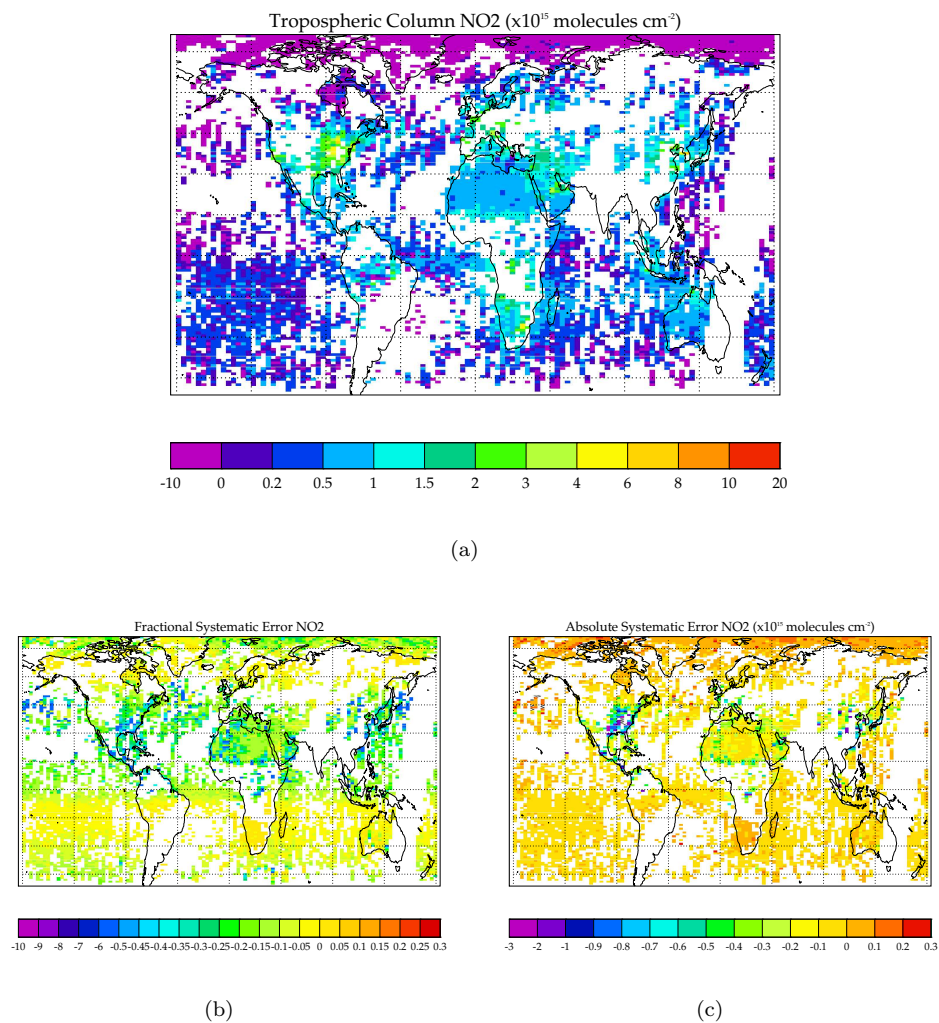 Tropospheric Column NO2 (x10¹⁵ molecules cm⁻²)
-10 0 0.2 0.5 1 1.5 2 3 4 6 8 10 20
(a)
Fractional Systematic Error NO2
-10 -9 -8 -7 -6 -0.5 -0.45 -0.4 -0.35 -0.3 -0.25 -0.2 -0.15 -0.1 -0.05 0 0.05 0.1 0.15 0.2 0.25 0.3
(b)
Absolute Systematic Error NO2 (x10¹⁵ molecules cm⁻²)
-3 -2 -1 -0.9 -0.8 -0.7 -0.6 -0.5 -0.4 -0.3 -0.2 -0.1 0 0.1 0.2 0.3
(c)